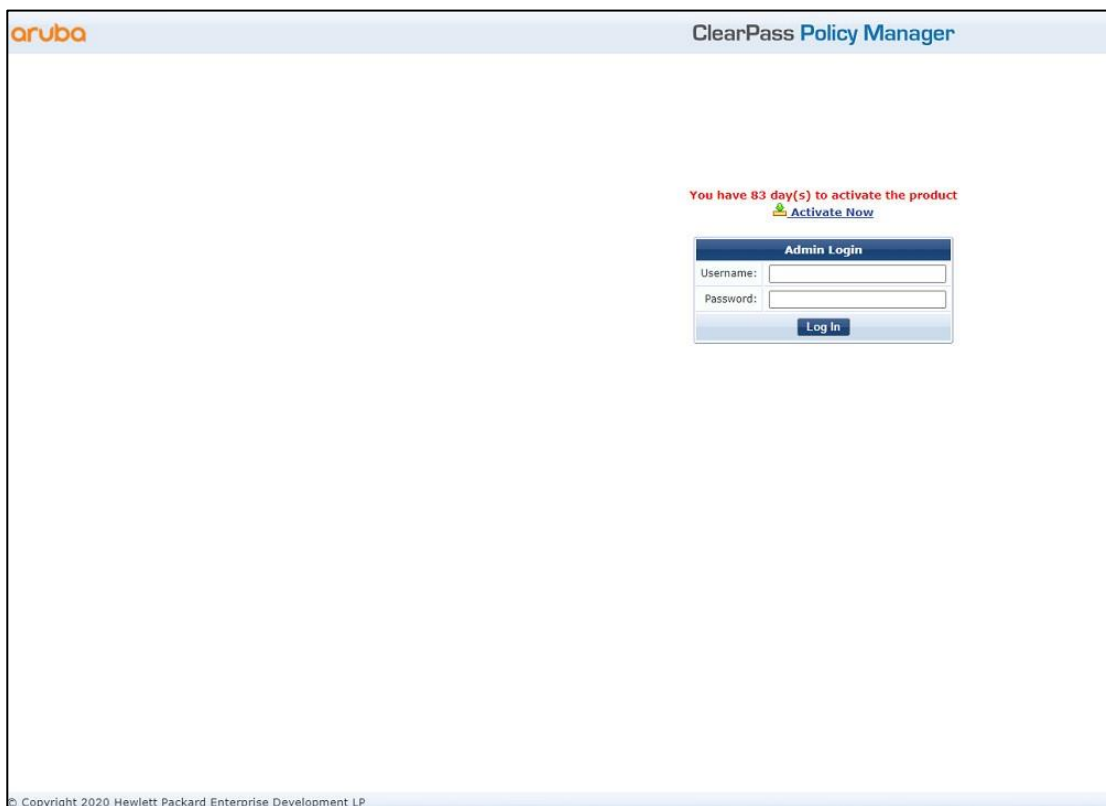 aruba
ClearPass Policy Manager
You have 83 day(s) to activate the product
Activate Now
Admin Login
Username:
Password:
Log In
© Copyright 2020 Hewlett Packard Enterprise Development LP